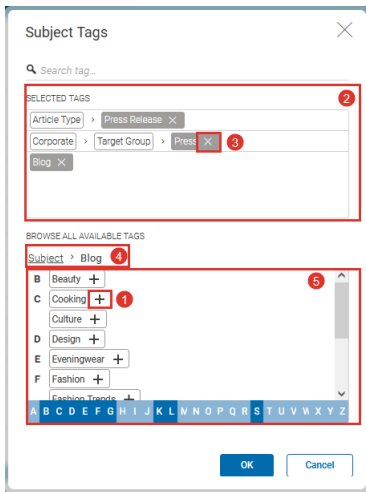 Subject Tags
Search tag...
SELECTED TAGS
2
Article Type › Press Release ×
Corporate › Target Group › Press × 3
Blog ×
BROWSE ALL AVAILABLE TAGS
Subject › Blog 4
B Beauty + 5
C Cooking + 1
Culture +
D Design +
E Eveningwear +
F Fashion +
Fashion Trends +
A B C D E F G H I J K L M N O P Q R S T U V W X Y Z
OK Cancel